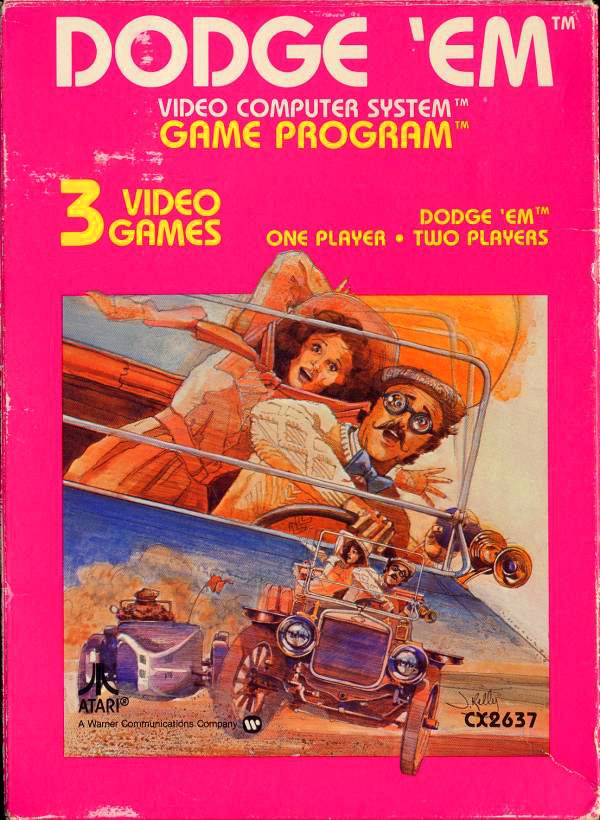 DODGE 'EM™
VIDEO COMPUTER SYSTEM™
GAME PROGRAM™
3 VIDEO GAMES
DODGE 'EM™
ONE PLAYER • TWO PLAYERS
ATARI®
A Warner Communications Company
J. Kelly
CX2637